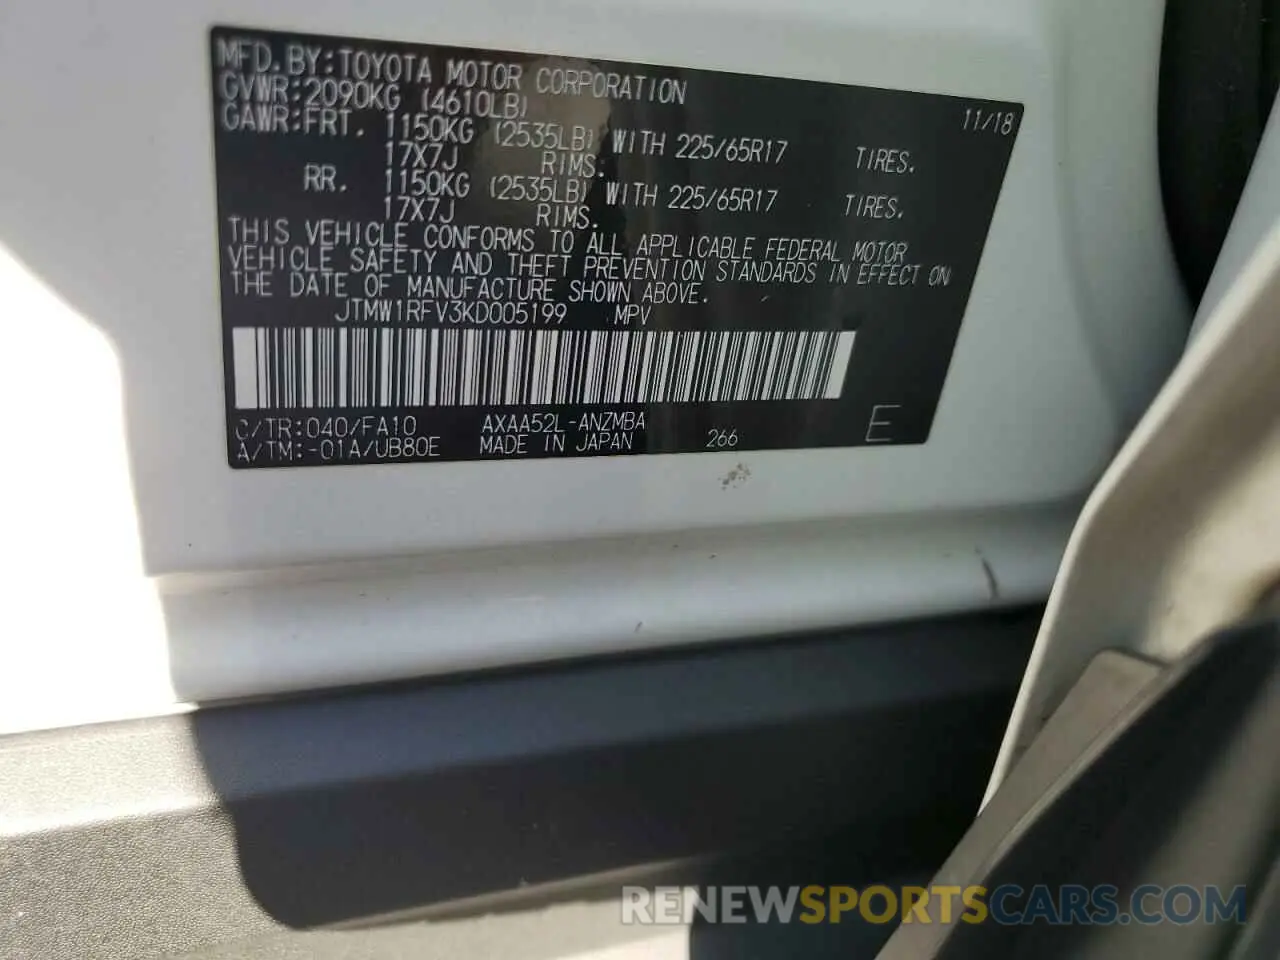 MFD.BY:TOYOTA MOTOR CORPORATION 11/18
GVWR:2090KG (4610LB)
GAWR:FRT. 1150KG (2535LB) WITH 225/65R17 TIRES.
17X7J RIMS.
RR. 1150KG (2535LB) WITH 225/65R17 TIRES.
17X7J RIMS.
THIS VEHICLE CONFORMS TO ALL APPLICABLE FEDERAL MOTOR
VEHICLE SAFETY AND THEFT PREVENTION STANDARDS IN EFFECT ON
THE DATE OF MANUFACTURE SHOWN ABOVE.
JTMW1RFV3KD005199 MPV
C/TR:040/FA10 AXAA52L-ANZMBA
A/TM:-01A/UB80E MADE IN JAPAN 266 E
RENEWSPORTSCARS.COM